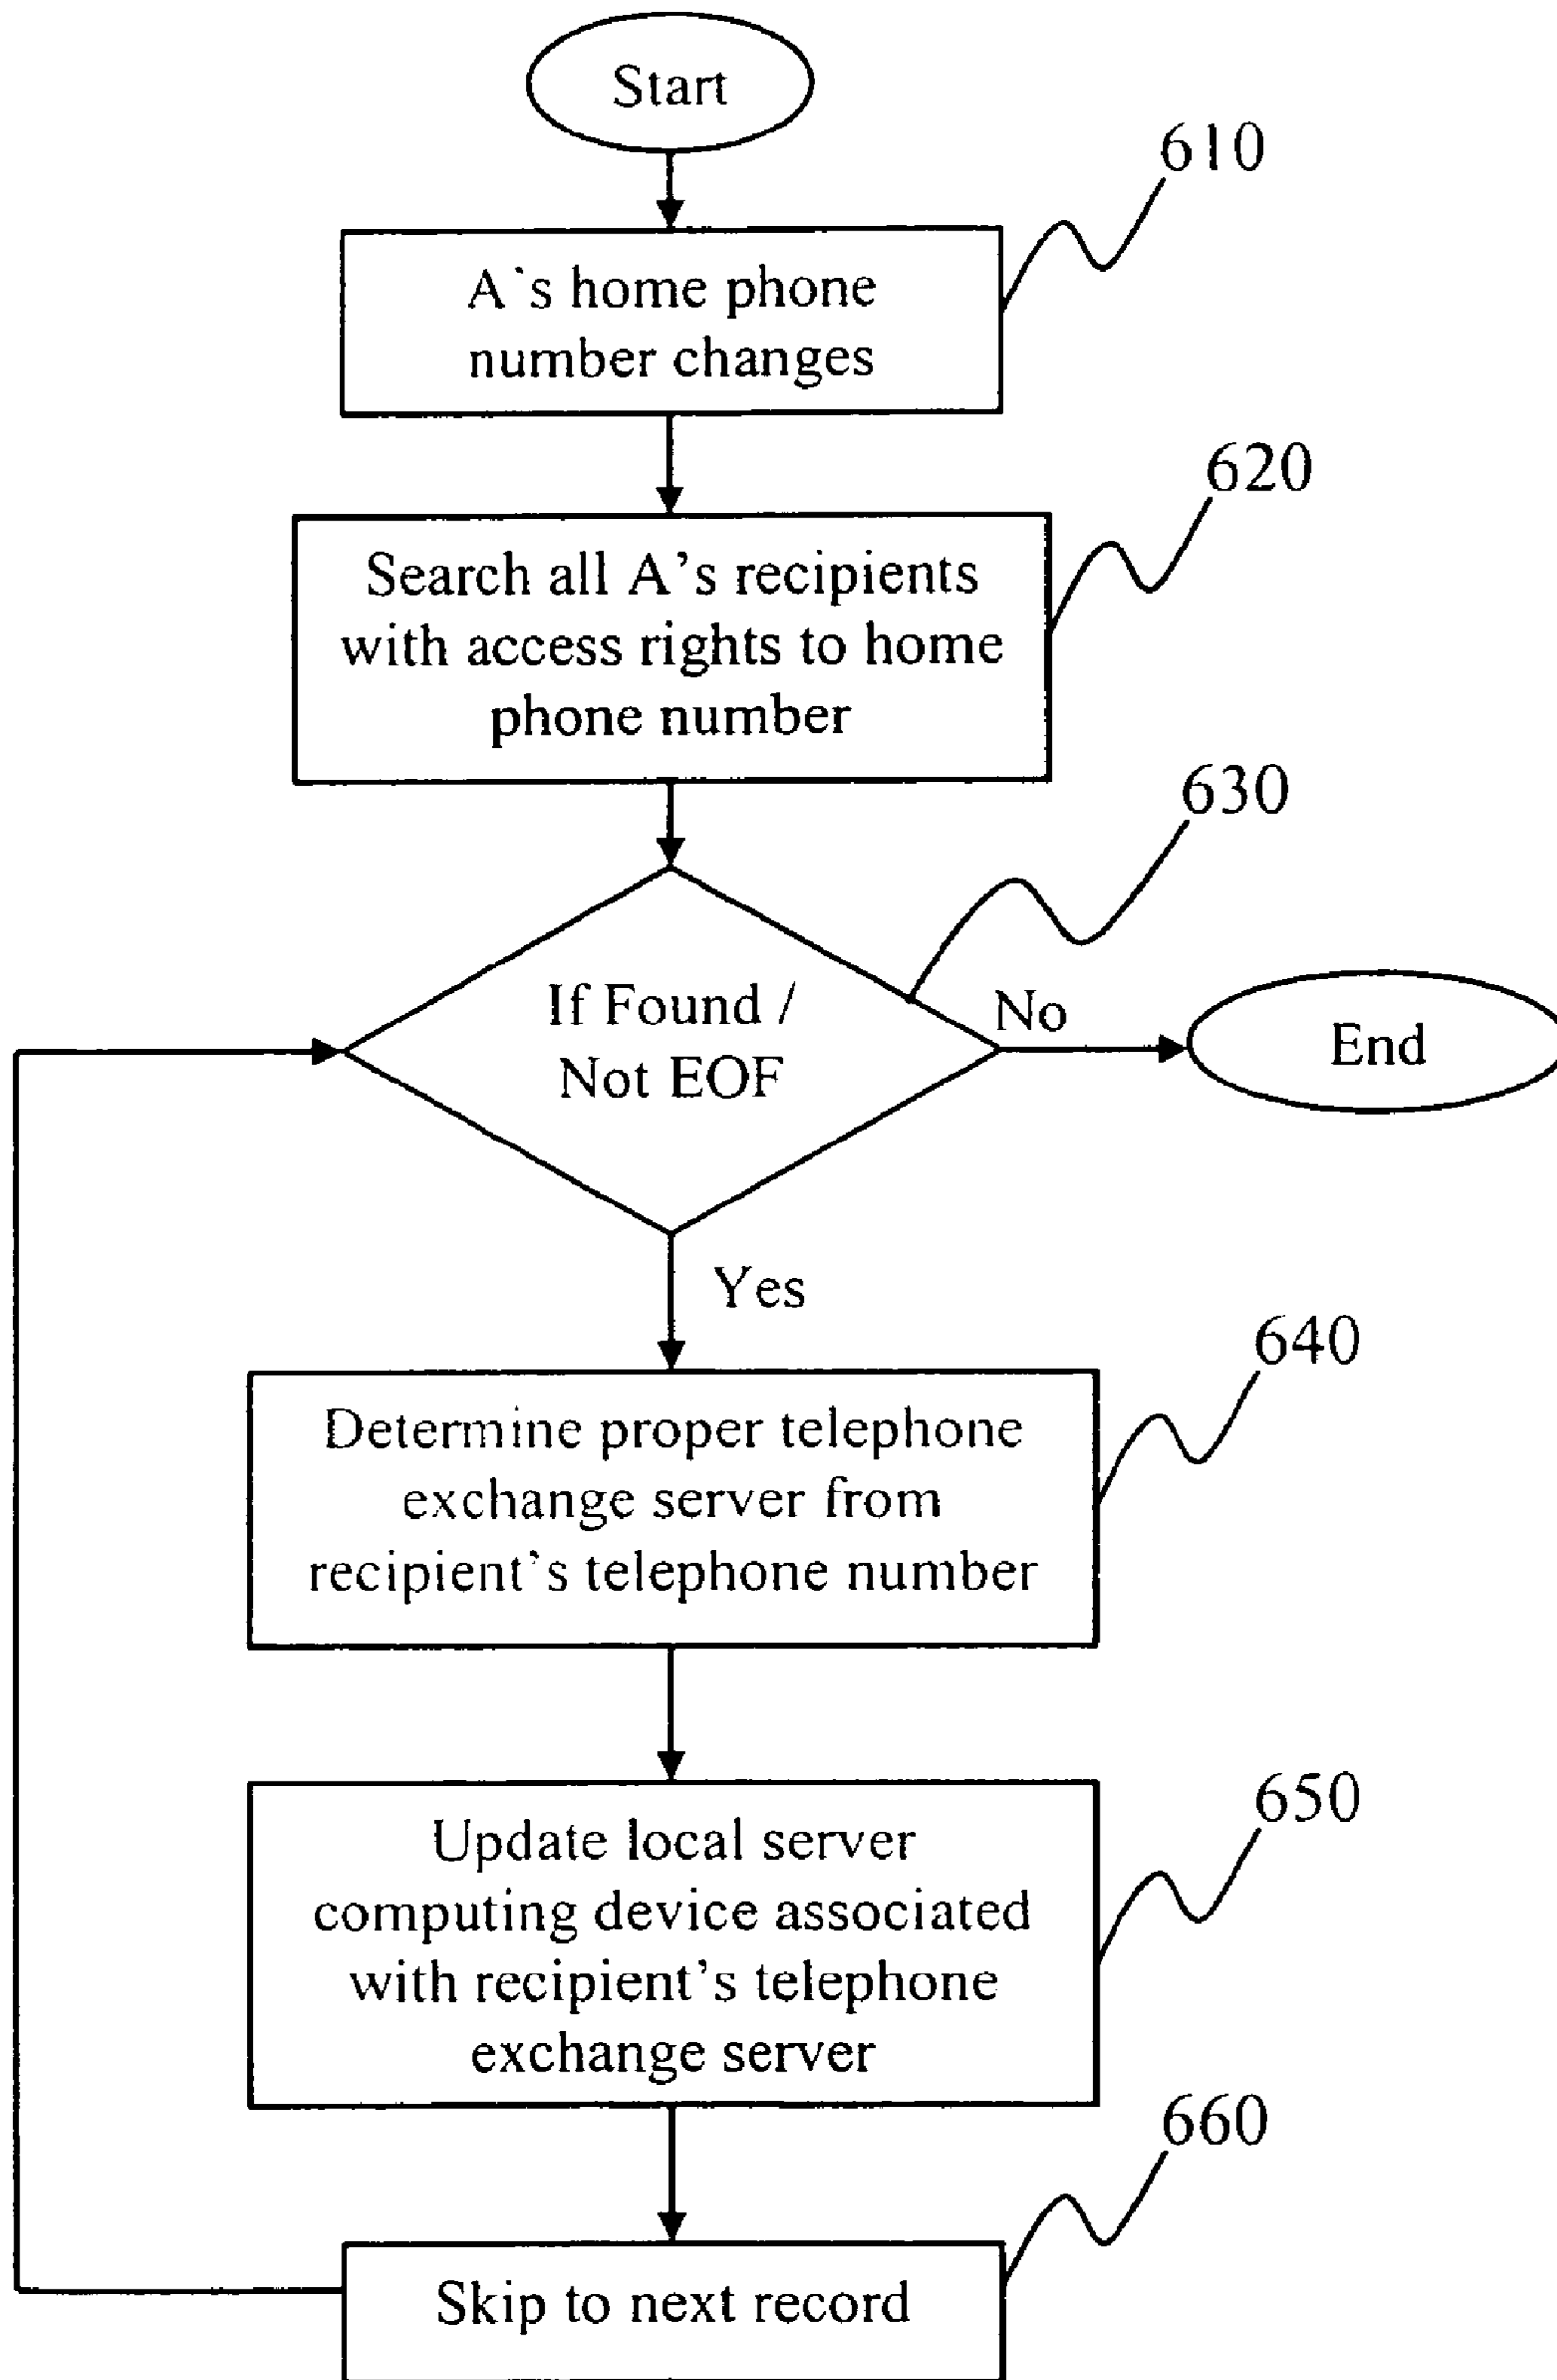 Start
610
A's home phone
number changes
620
Search all A's recipients
with access rights to home
phone number
630
If Found /
Not EOF
No
End
Yes
640
Determine proper telephone
exchange server from
recipient's telephone number
650
Update local server
computing device associated
with recipient's telephone
exchange server
660
Skip to next record